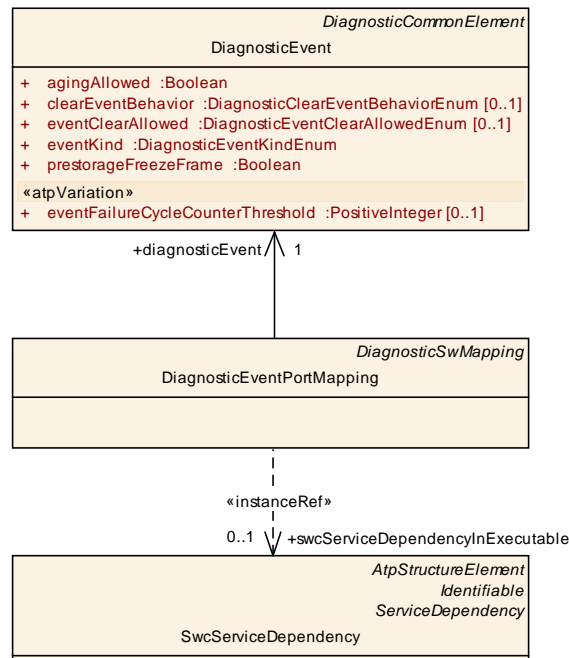 DiagnosticCommonElement
DiagnosticEvent
+ agingAllowed :Boolean
+ clearEventBehavior :DiagnosticClearEventBehaviorEnum [0..1]
+ eventClearAllowed :DiagnosticEventClearAllowedEnum [0..1]
+ eventKind :DiagnosticEventKindEnum
+ prestorageFreezeFrame :Boolean
«atpVariation»
+ eventFailureCycleCounterThreshold :PositiveInteger [0..1]
+diagnosticEvent 1
DiagnosticSwMapping
DiagnosticEventPortMapping
«instanceRef»
0..1 +swcServiceDependencyInExecutable
AtpStructureElement
Identifiable
ServiceDependency
SwcServiceDependency